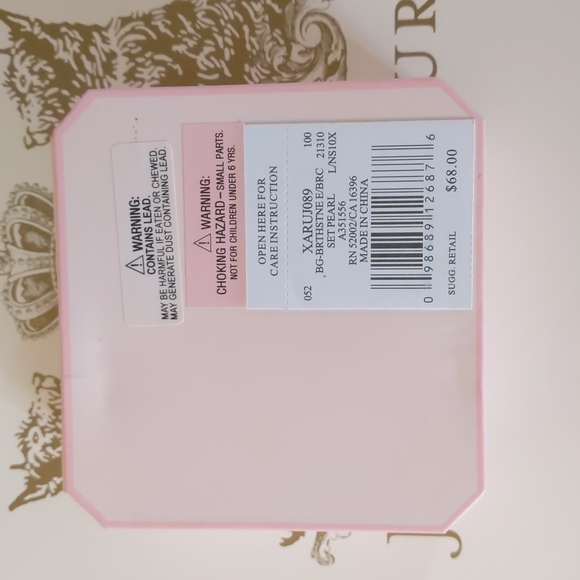 ⚠ WARNING:
CONTAINS LEAD.
MAY BE HARMFUL IF EATEN OR CHEWED.
MAY GENERATE DUST CONTAINING LEAD.
⚠ WARNING:
CHOKING HAZARD – SMALL PARTS.
NOT FOR CHILDREN UNDER 6 YRS.
OPEN HERE FOR
CARE INSTRUCTION
052 XARUJ089 100
BG-BRTHSTNE E/BRC 21310
SET PEARL L/NS10X
A351556
RN 52002/CA 16396
MADE IN CHINA
0 98689 12687 6
SUGG. RETAIL $68.00
J
UR